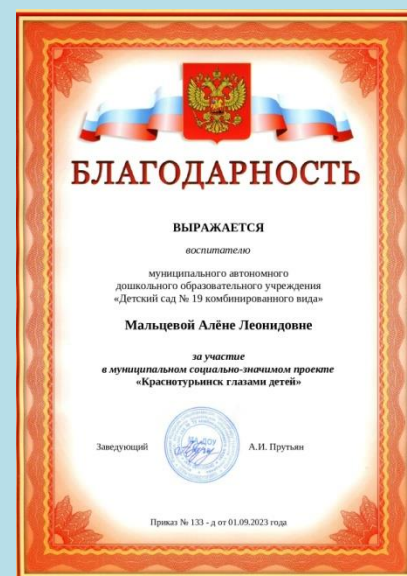 БЛАГОДАРНОСТЬ
ВЫРАЖАЕТСЯ
воспитателю
муниципального автономного
дошкольного образовательного учреждения
«Детский сад № 19 комбинированного вида»
Мальцевой Алёне Леонидовне
за участие
в муниципальном социально-значимом проекте
«Краснотурьинск глазами детей»
Заведующий А.И. Прутьян
Приказ № 133 - д от 01.09.2023 года